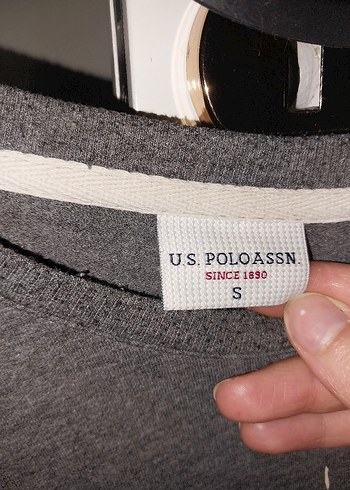 U.S. POLO ASSN.
SINCE 1890
S